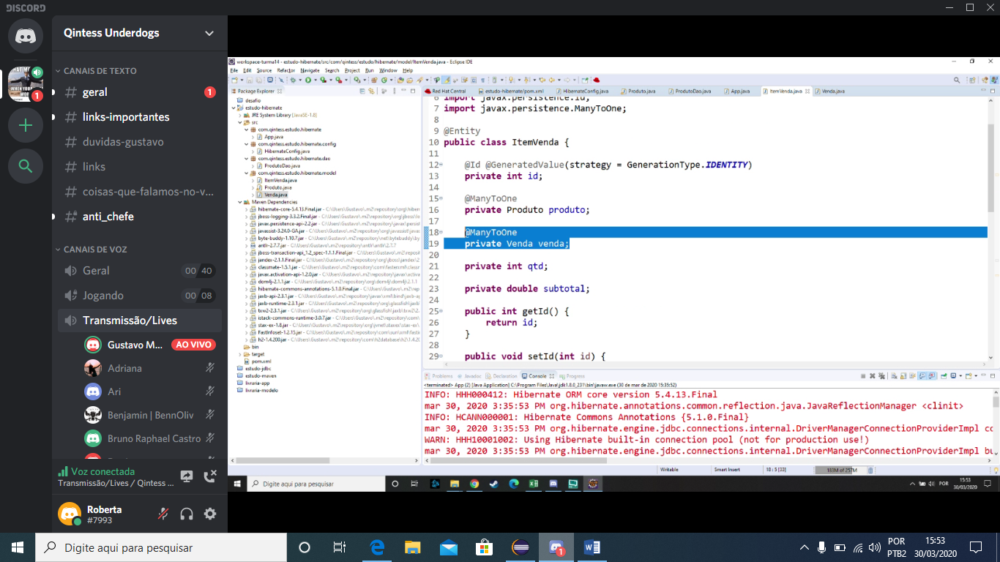 DISCORD
Qintess Underdogs
CANAIS DE TEXTO
# geral 1
# links-importantes
# duvidas-gustavo
# links
# coisas-que-falamos-no-v...
# anti_chefe
CANAIS DE VOZ
Geral 00 40
Jogando 00 08
Transmissão/Lives
Gustavo M... AO VIVO
Adriana
Ari
Benjamin | BennOliv
Bruno Raphael Castro
Voz conectada
Transmissão/Lives / Qintess ...
Roberta
#7993
1
workspace-turma14 - estudo-hibernate/src/com/qintess/estudo/hibernate/model/ItemVenda.java - Eclipse IDE
File Edit Source Refactor Navigate Search Project Run Window Help
Package Explorer
desafio
estudo-hibernate
JRE System Library [JavaSE-1.8]
src
com.qintess.estudo.hibernate
App.java
com.qintess.estudo.hibernate.config
HibernateConfig.java
com.qintess.estudo.hibernate.dao
ProdutoDao.java
com.qintess.estudo.hibernate.model
ItemVenda.java
Produto.java
Venda.java
Maven Dependencies
hibernate-core-5.4.13.Final.jar - C:\Users\Gustavo\.m2\repository\org\hiber
jboss-logging-3.3.2.Final.jar - C:\Users\Gustavo\.m2\repository\org\jboss\lo
javax.persistence-api-2.2.jar - C:\Users\Gustavo\.m2\repository\javax\persist
javassist-3.24.0-GA.jar - C:\Users\Gustavo\.m2\repository\org\javassist\javas
byte-buddy-1.10.7.jar - C:\Users\Gustavo\.m2\repository\net\bytebuddy\by
antlr-2.7.7.jar - C:\Users\Gustavo\.m2\repository\antlr\antlr\2.7.7
jboss-transaction-api_1.2_spec-1.1.1.Final.jar - C:\Users\Gustavo\.m2\repos
jandex-2.1.1.Final.jar - C:\Users\Gustavo\.m2\repository\org\jboss\jandex\2
classmate-1.5.1.jar - C:\Users\Gustavo\.m2\repository\com\fasterxml\classr
javax.activation-api-1.2.0.jar - C:\Users\Gustavo\.m2\repository\javax\activa
dom4j-2.1.1.jar - C:\Users\Gustavo\.m2\repository\org\dom4j\dom4j\2.1.1
hibernate-commons-annotations-5.1.0.Final.jar - C:\Users\Gustavo\.m2\rep
jaxb-api-2.3.1.jar - C:\Users\Gustavo\.m2\repository\javax\xml\bind\jaxb-ap
jaxb-runtime-2.3.1.jar - C:\Users\Gustavo\.m2\repository\org\glassfish\jaxb
txw2-2.3.1.jar - C:\Users\Gustavo\.m2\repository\org\glassfish\jaxb\txw2\2.3
istack-commons-runtime-3.0.7.jar - C:\Users\Gustavo\.m2\repository\com\
stax-ex-1.8.jar - C:\Users\Gustavo\.m2\repository\org\jvnet\staxex\stax-ex\
FastInfoset-1.2.15.jar - C:\Users\Gustavo\.m2\repository\com\sun\xml\fastin
h2-1.4.200.jar - C:\Users\Gustavo\.m2\repository\com\h2database\h2\1.4.20
bin
target
pom.xml
estudo-jdbc
estudo-maven
livraria-app
livraria-modelo
Red Hat Central estudo-hibernate/pom.xml HibernateConfig.java Produto.java ProdutoDao.java App.java ItemVenda.java Venda.java
6 import javax.persistence.Id;
7 import javax.persistence.ManyToOne;
8
9 @Entity
10 public class ItemVenda {
11
12 @Id @GeneratedValue(strategy = GenerationType.IDENTITY)
13 private int id;
14
15 @ManyToOne
16 private Produto produto;
17
18 @ManyToOne
19 private Venda venda;
20
21 private int qtd;
22
23 private double subtotal;
24
25 public int getId() {
26 return id;
27 }
28
29 public void setId(int id) {
Problems Javadoc Declaration Console Progress
<terminated> App (2) [Java Application] C:\Program Files\Java\jdk1.8.0_231\bin\javaw.exe (30 de mar de 2020 15:35:52)
INFO: HHH000412: Hibernate ORM core version 5.4.13.Final
mar 30, 2020 3:35:53 PM org.hibernate.annotations.common.reflection.java.JavaReflectionManager <clinit>
INFO: HCANN000001: Hibernate Commons Annotations {5.1.0.Final}
mar 30, 2020 3:35:53 PM org.hibernate.engine.jdbc.connections.internal.DriverManagerConnectionProviderImpl co
WARN: HHH10001002: Using Hibernate built-in connection pool (not for production use!)
mar 30, 2020 3:35:53 PM org.hibernate.engine.jdbc.connections.internal.DriverManagerConnectionProviderImpl bu
Writable Smart Insert 18 : 5 [33] 183M of 257M
Digite aqui para pesquisar
POR 15:53
30/03/2020
Digite aqui para pesquisar
1
POR 15:53
PTB2 30/03/2020